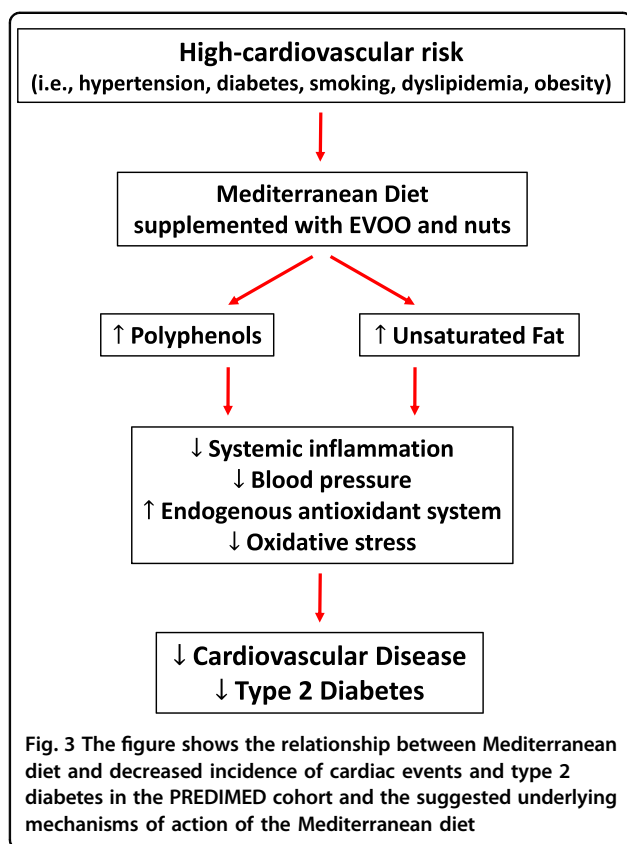 High-cardiovascular risk
(i.e., hypertension, diabetes, smoking, dyslipidemia, obesity)
Mediterranean Diet
supplemented with EVOO and nuts
↑ Polyphenols
↑ Unsaturated Fat
↓ Systemic inflammation
↓ Blood pressure
↑ Endogenous antioxidant system
↓ Oxidative stress
↓ Cardiovascular Disease
↓ Type 2 Diabetes
Fig. 3 The figure shows the relationship between Mediterranean
diet and decreased incidence of cardiac events and type 2
diabetes in the PREDIMED cohort and the suggested underlying
mechanisms of action of the Mediterranean diet